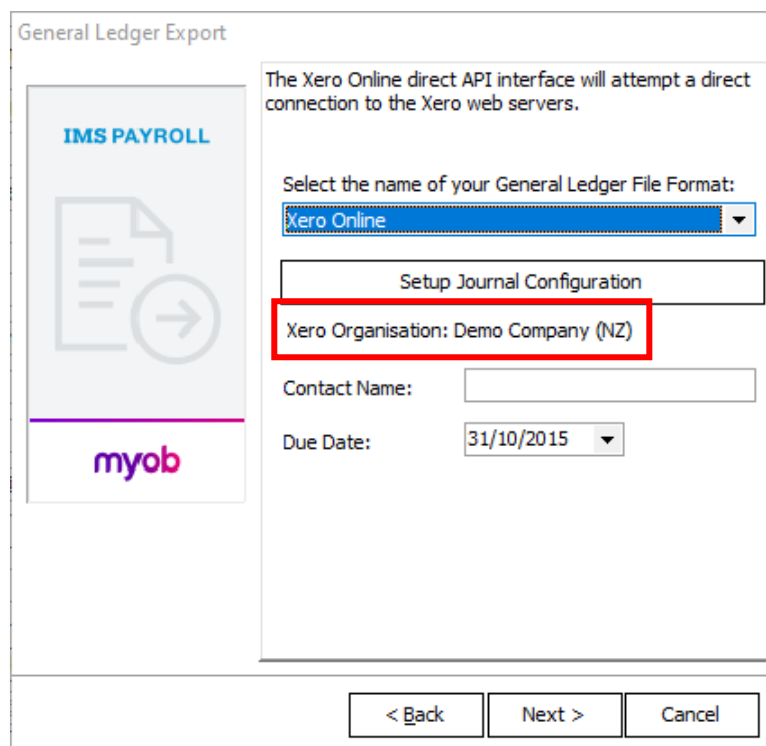 General Ledger Export
IMS PAYROLL
myob
The Xero Online direct API interface will attempt a direct
connection to the Xero web servers.
Select the name of your General Ledger File Format:
Xero Online
Setup Journal Configuration
Xero Organisation: Demo Company (NZ)
Contact Name:
Due Date:
31/10/2015
< Back
Next >
Cancel